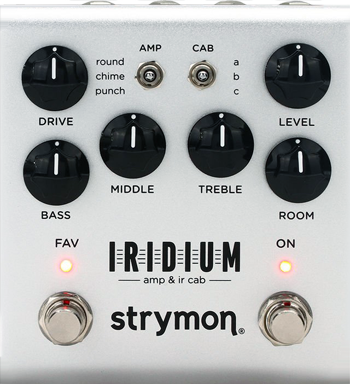 AMP CAB
round a
chime b
punch c
DRIVE LEVEL
MIDDLE TREBLE
BASS ROOM
FAV ON
IRIDIUM
amp & ir cab
strymon®